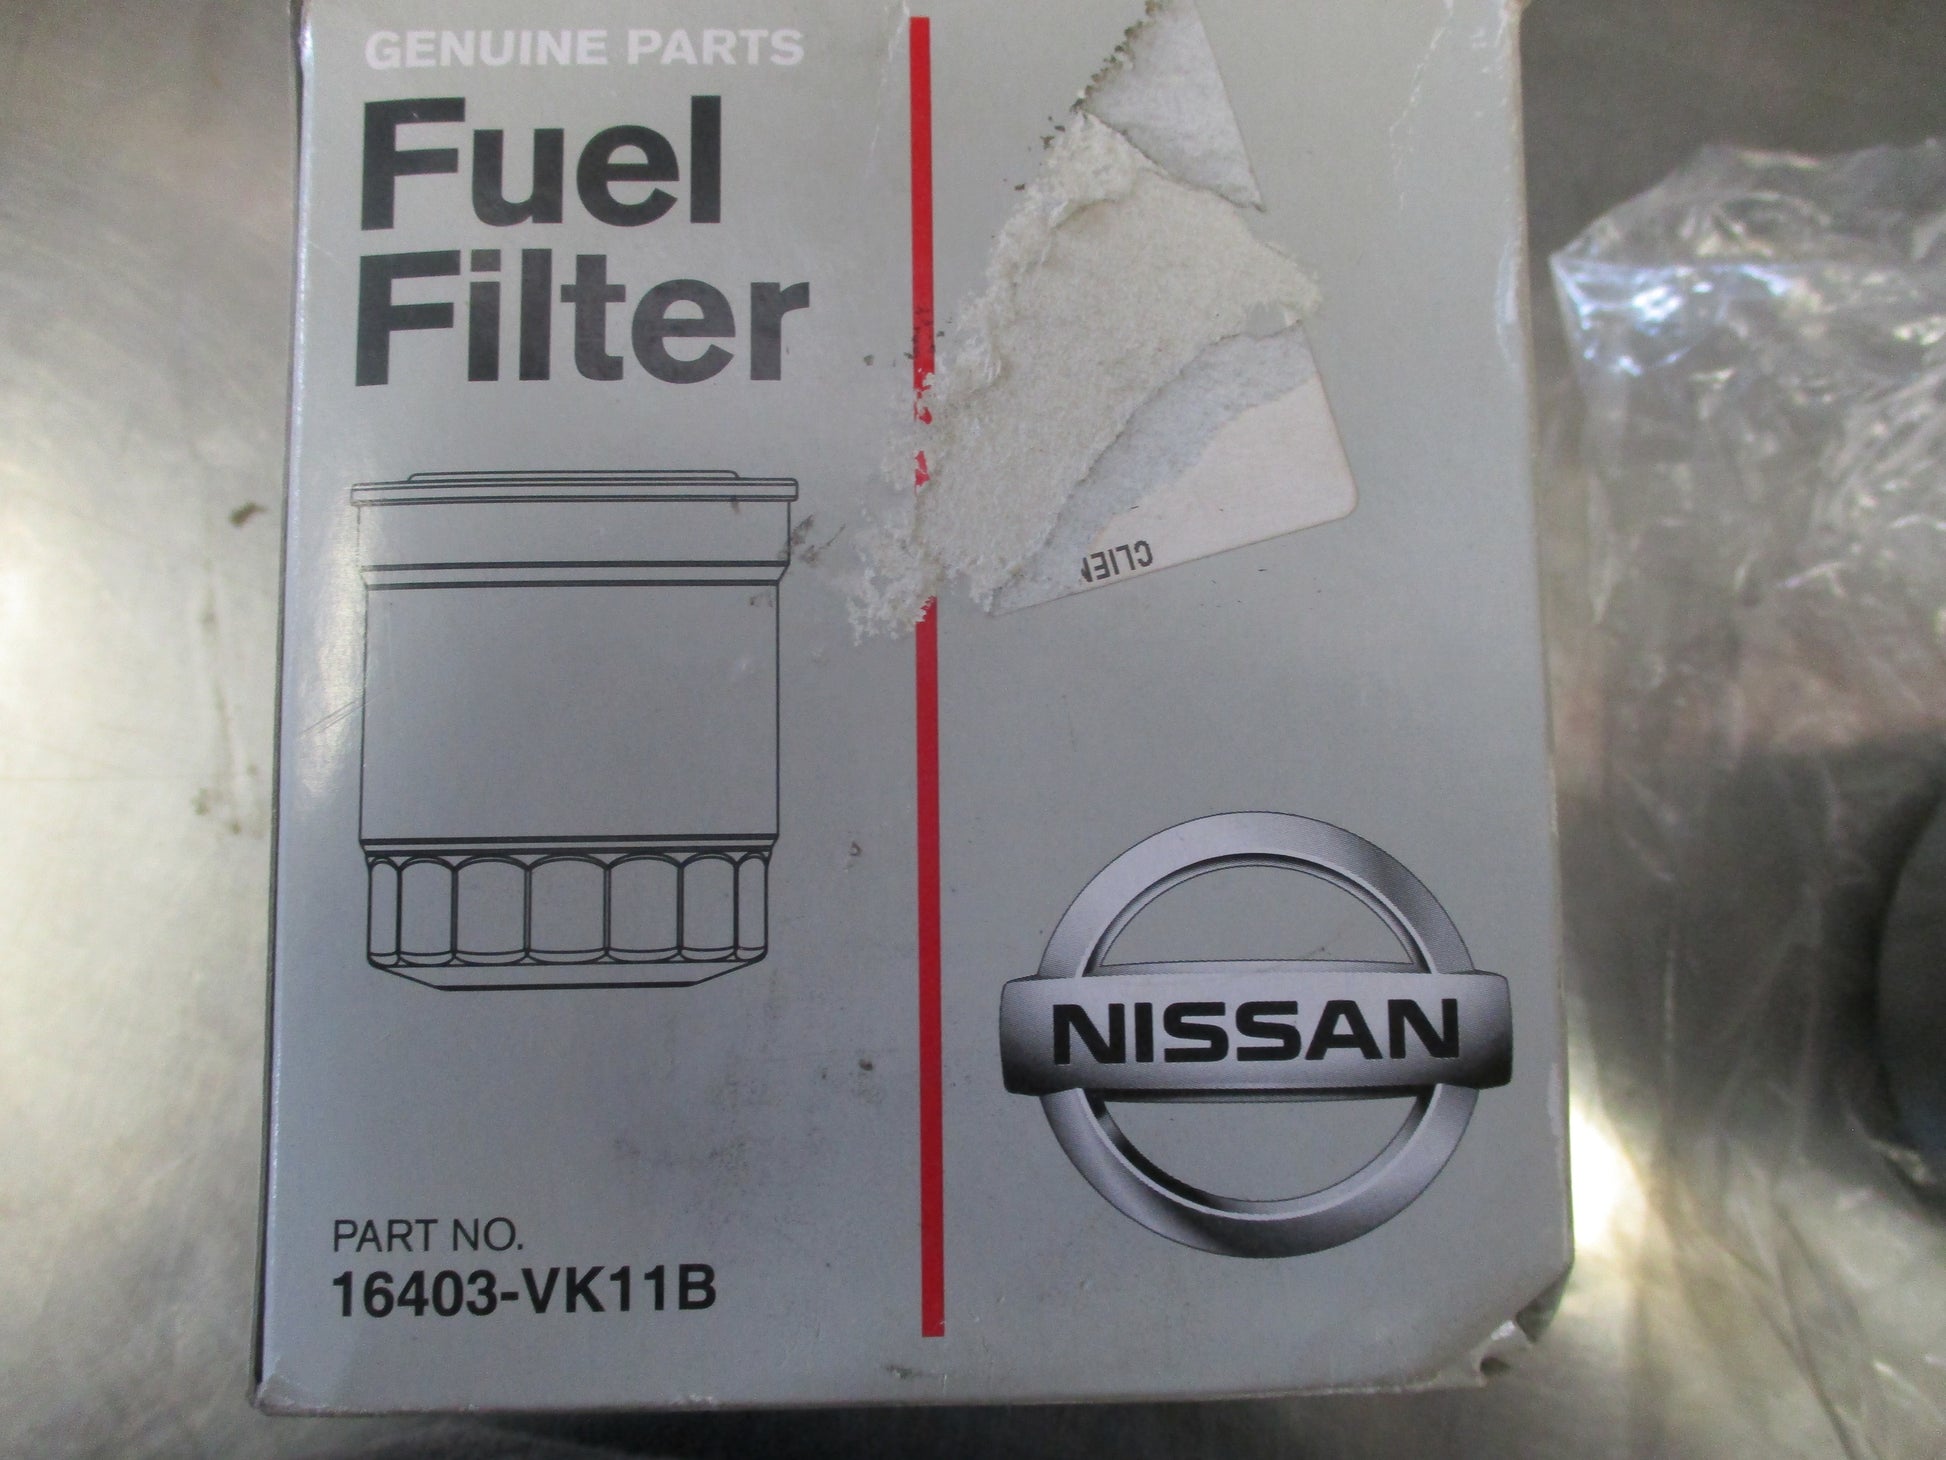 GENUINE PARTS
Fuel
Filter
NISSAN
PART NO.
16403-VK11B